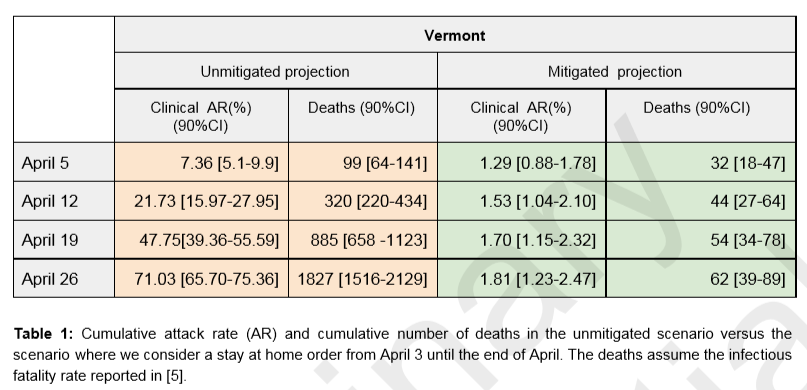 Vermont
Unmitigated projection Mitigated projection
Clinical AR(%) (90%CI) Deaths (90%CI) Clinical AR(%) (90%CI) Deaths (90%CI)
April 5 7.36 [5.1-9.9] 99 [64-141] 1.29 [0.88-1.78] 32 [18-47]
April 12 21.73 [15.97-27.95] 320 [220-434] 1.53 [1.04-2.10] 44 [27-64]
April 19 47.75[39.36-55.59] 885 [658 -1123] 1.70 [1.15-2.32] 54 [34-78]
April 26 71.03 [65.70-75.36] 1827 [1516-2129] 1.81 [1.23-2.47] 62 [39-89]
Table 1: Cumulative attack rate (AR) and cumulative number of deaths in the unmitigated scenario versus the
scenario where we consider a stay at home order from April 3 until the end of April. The deaths assume the infectious
fatality rate reported in [5].